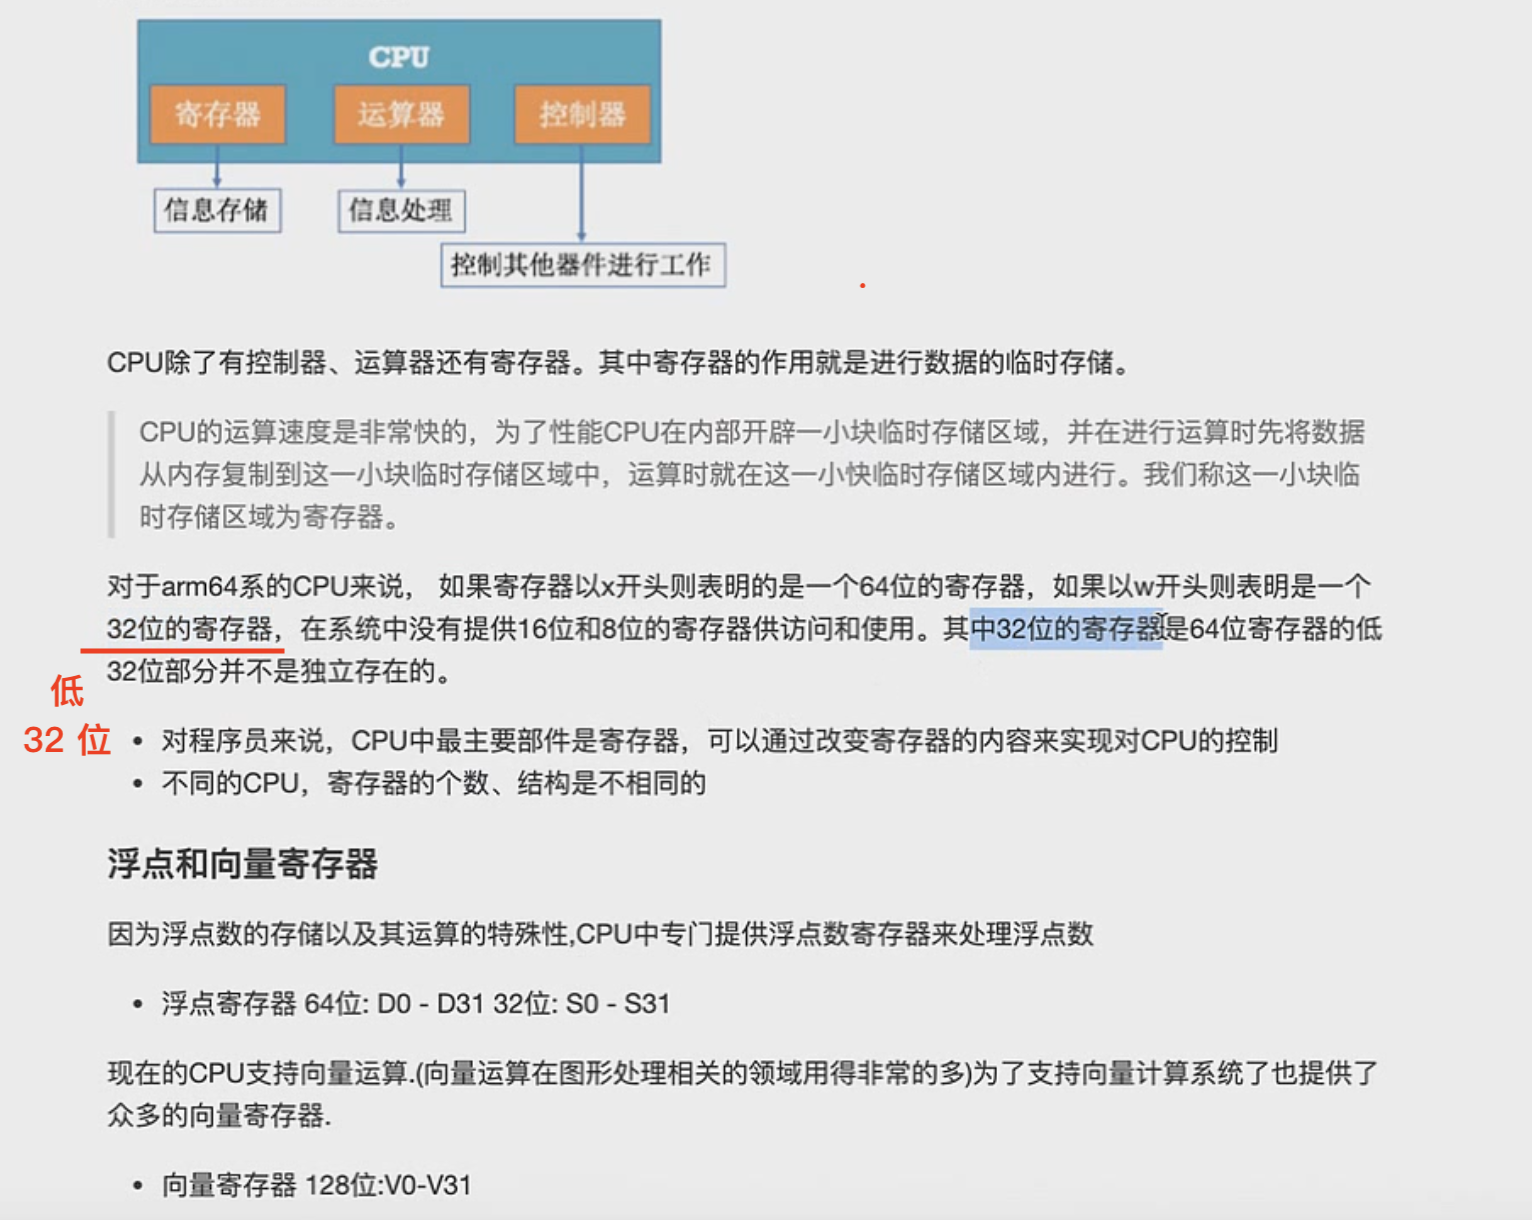 CPU
寄存器 运算器 控制器
信息存储 信息处理
控制其他器件进行工作
CPU除了有控制器、运算器还有寄存器。其中寄存器的作用就是进行数据的临时存储。
CPU的运算速度是非常快的，为了性能CPU在内部开辟一小块临时存储区域，并在进行运算时先将数据
从内存复制到这一小块临时存储区域中，运算时就在这一小快临时存储区域内进行。我们称这一小块临
时存储区域为寄存器。
对于arm64系的CPU来说， 如果寄存器以x开头则表明的是一个64位的寄存器，如果以w开头则表明是一个
32位的寄存器，在系统中没有提供16位和8位的寄存器供访问和使用。其中32位的寄存器是64位寄存器的低
32位部分并不是独立存在的。
低
32 位
• 对程序员来说，CPU中最主要部件是寄存器，可以通过改变寄存器的内容来实现对CPU的控制
• 不同的CPU，寄存器的个数、结构是不相同的
浮点和向量寄存器
因为浮点数的存储以及其运算的特殊性,CPU中专门提供浮点数寄存器来处理浮点数
• 浮点寄存器 64位: D0 - D31 32位: S0 - S31
现在的CPU支持向量运算.(向量运算在图形处理相关的领域用得非常的多)为了支持向量计算系统了也提供了
众多的向量寄存器.
• 向量寄存器 128位:V0-V31